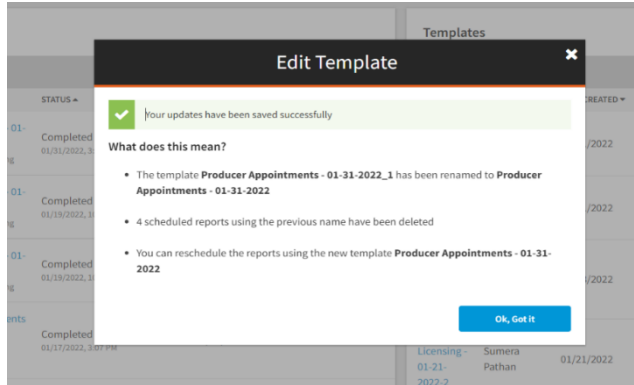 Templates
Edit Template
STATUS
CREATED
Your updates have been saved successfully
What does this mean?
The template Producer Appointments - 01-31-2022_1 has been renamed to Producer
Appointments - 01-31-2022
4 scheduled reports using the previous name have been deleted
You can reschedule the reports using the new template Producer Appointments - 01-31-
2022
Ok, Got it
01-
Completed
01/31/2022, 3:
/2022
01-
Completed
01/19/2022, 1
/2022
01-
Completed
01/19/2022, 1
/2022
ents
Completed
01/17/2022, 3:01 PM
Licensing -
01-21-
2022-2
Sumera
Pathan
01/21/2022